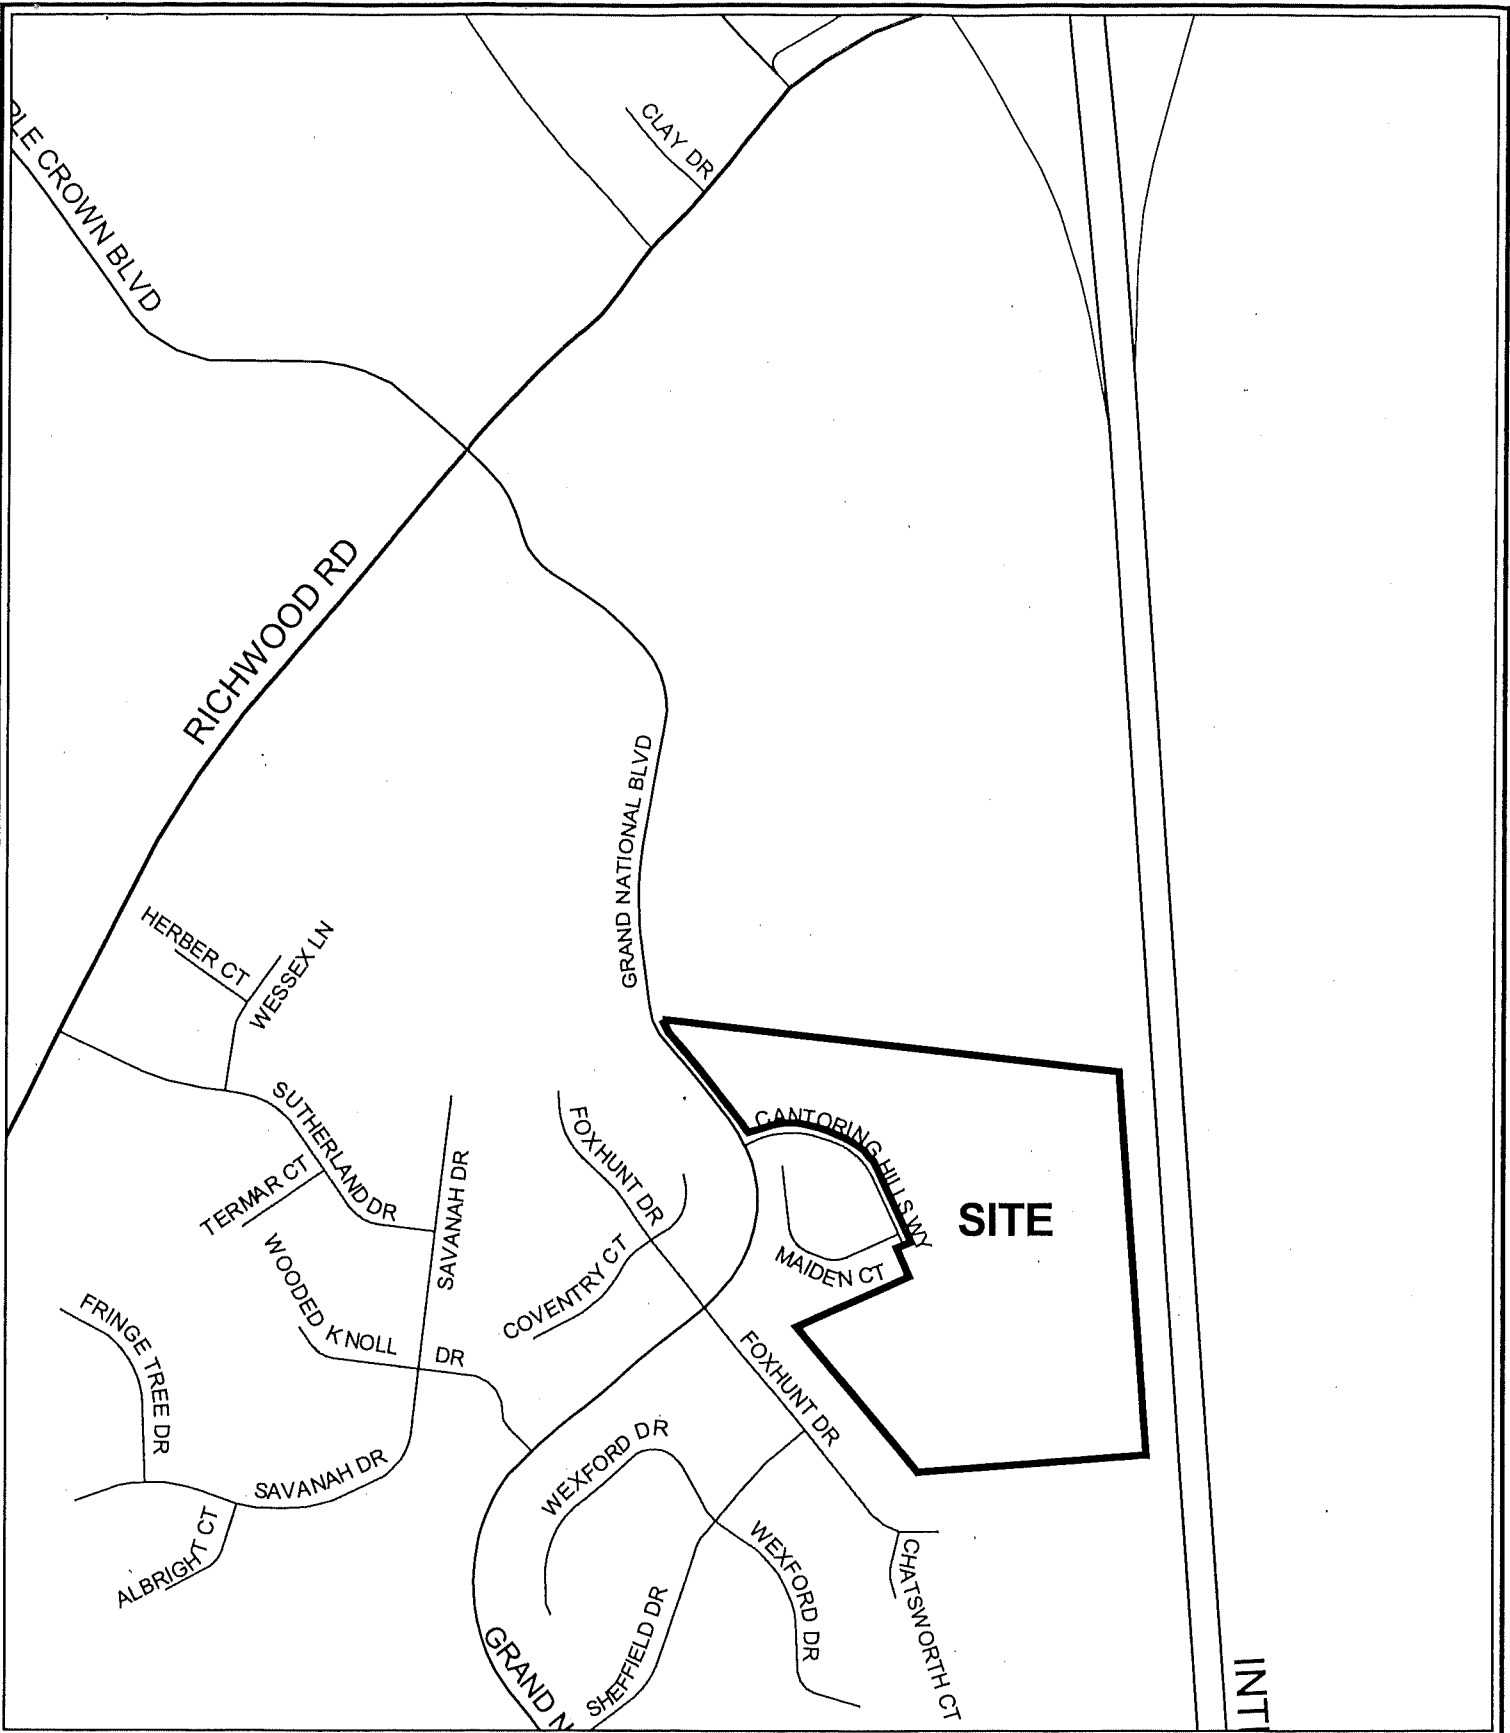 CLAY DR
PLE CROWN BLVD
RICHWOOD RD
GRAND NATIONAL BLVD
HERBER CT
WESSEX LN
SUTHERLAND DR
TERMAR CT
SAVANAH DR
FOXHUNT DR
COVENTRY CT
CANTORING HILLS WY
MAIDEN CT
SITE
WOODED KNOLL DR
FRINGE TREE DR
SAVANAH DR
ALBRIGHT CT
FOXHUNT DR
WEXFORD DR
WEXFORD DR
SHEFFIELD DR
CHATSWORTH CT
GRAND N
INT